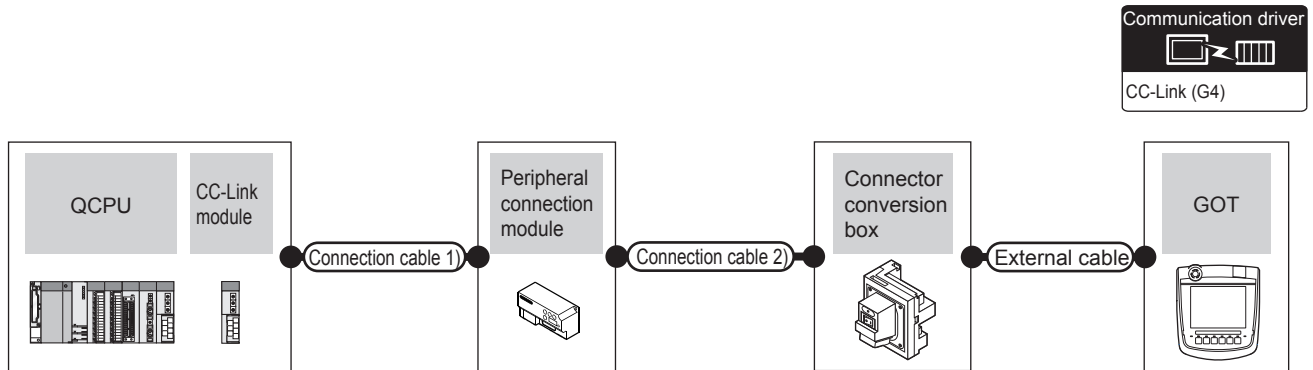 Communication driver
CC-Link (G4)
QCPU
CC-Link
module
Connection cable 1)
Peripheral
connection
module
Connection cable 2)
Connector
conversion
box
External cable
GOT